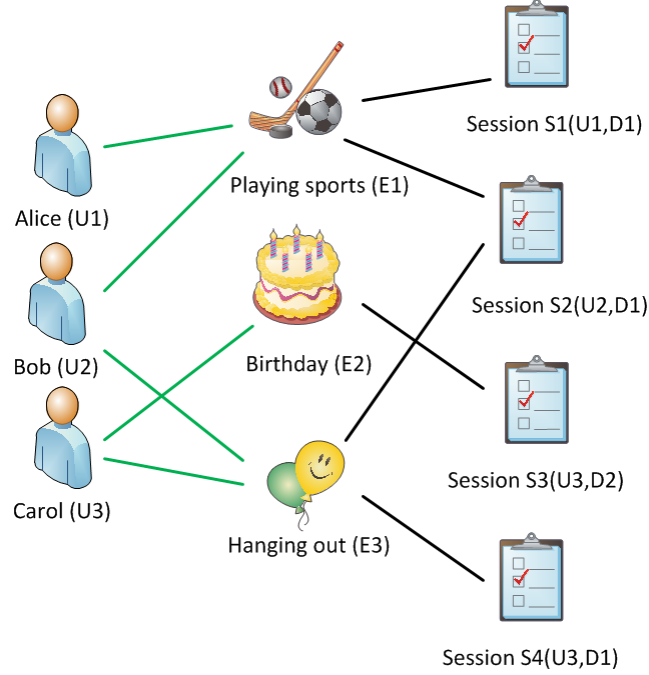 Session S1(U1,D1)
Playing sports (E1)
Alice (U1)
Session S2(U2,D1)
Birthday (E2)
Bob (U2)
Session S3(U3,D2)
Carol (U3)
Hanging out (E3)
Session S4(U3,D1)